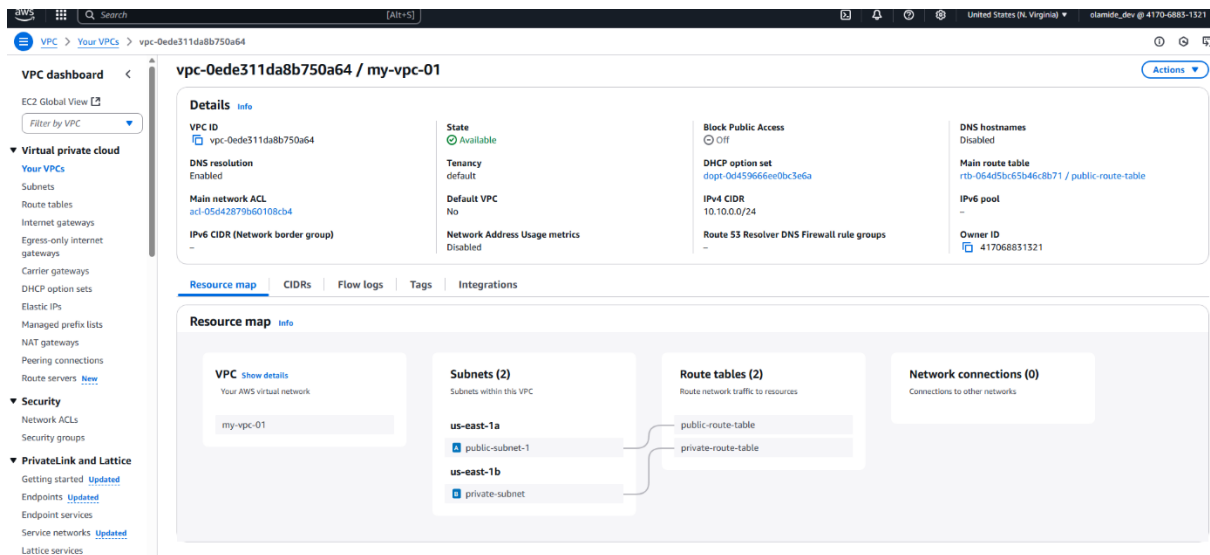 aws
Search
[Alt+S]
United States (N. Virginia)
olamide_dev @ 4170-6883-1321
VPC > Your VPCs > vpc-0ede311da8b750a64
VPC dashboard
EC2 Global View
Filter by VPC
Virtual private cloud
Your VPCs
Subnets
Route tables
Internet gateways
Egress-only internet
gateways
Carrier gateways
DHCP option sets
Elastic IPs
Managed prefix lists
NAT gateways
Peering connections
Route servers New
Security
Network ACLs
Security groups
PrivateLink and Lattice
Getting started Updated
Endpoints Updated
Endpoint services
Service networks Updated
Lattice services
vpc-0ede311da8b750a64 / my-vpc-01
Actions
Details Info
VPC ID
vpc-0ede311da8b750a64
State
Available
Block Public Access
Off
DNS hostnames
Disabled
DNS resolution
Enabled
Tenancy
default
DHCP option set
dopt-0d459666ee0bc3e6a
Main route table
rtb-064d5bc65b46c8b71 / public-route-table
Main network ACL
acl-05d42879b60108cb4
Default VPC
No
IPv4 CIDR
10.10.0.0/24
IPv6 pool
–
IPv6 CIDR (Network border group)
–
Network Address Usage metrics
Disabled
Route 53 Resolver DNS Firewall rule groups
–
Owner ID
417068831321
Resource map
CIDRs
Flow logs
Tags
Integrations
Resource map Info
VPC Show details
Your AWS virtual network
my-vpc-01
Subnets (2)
Subnets within this VPC
us-east-1a
A public-subnet-1
us-east-1b
B private-subnet
Route tables (2)
Route network traffic to resources
public-route-table
private-route-table
Network connections (0)
Connections to other networks